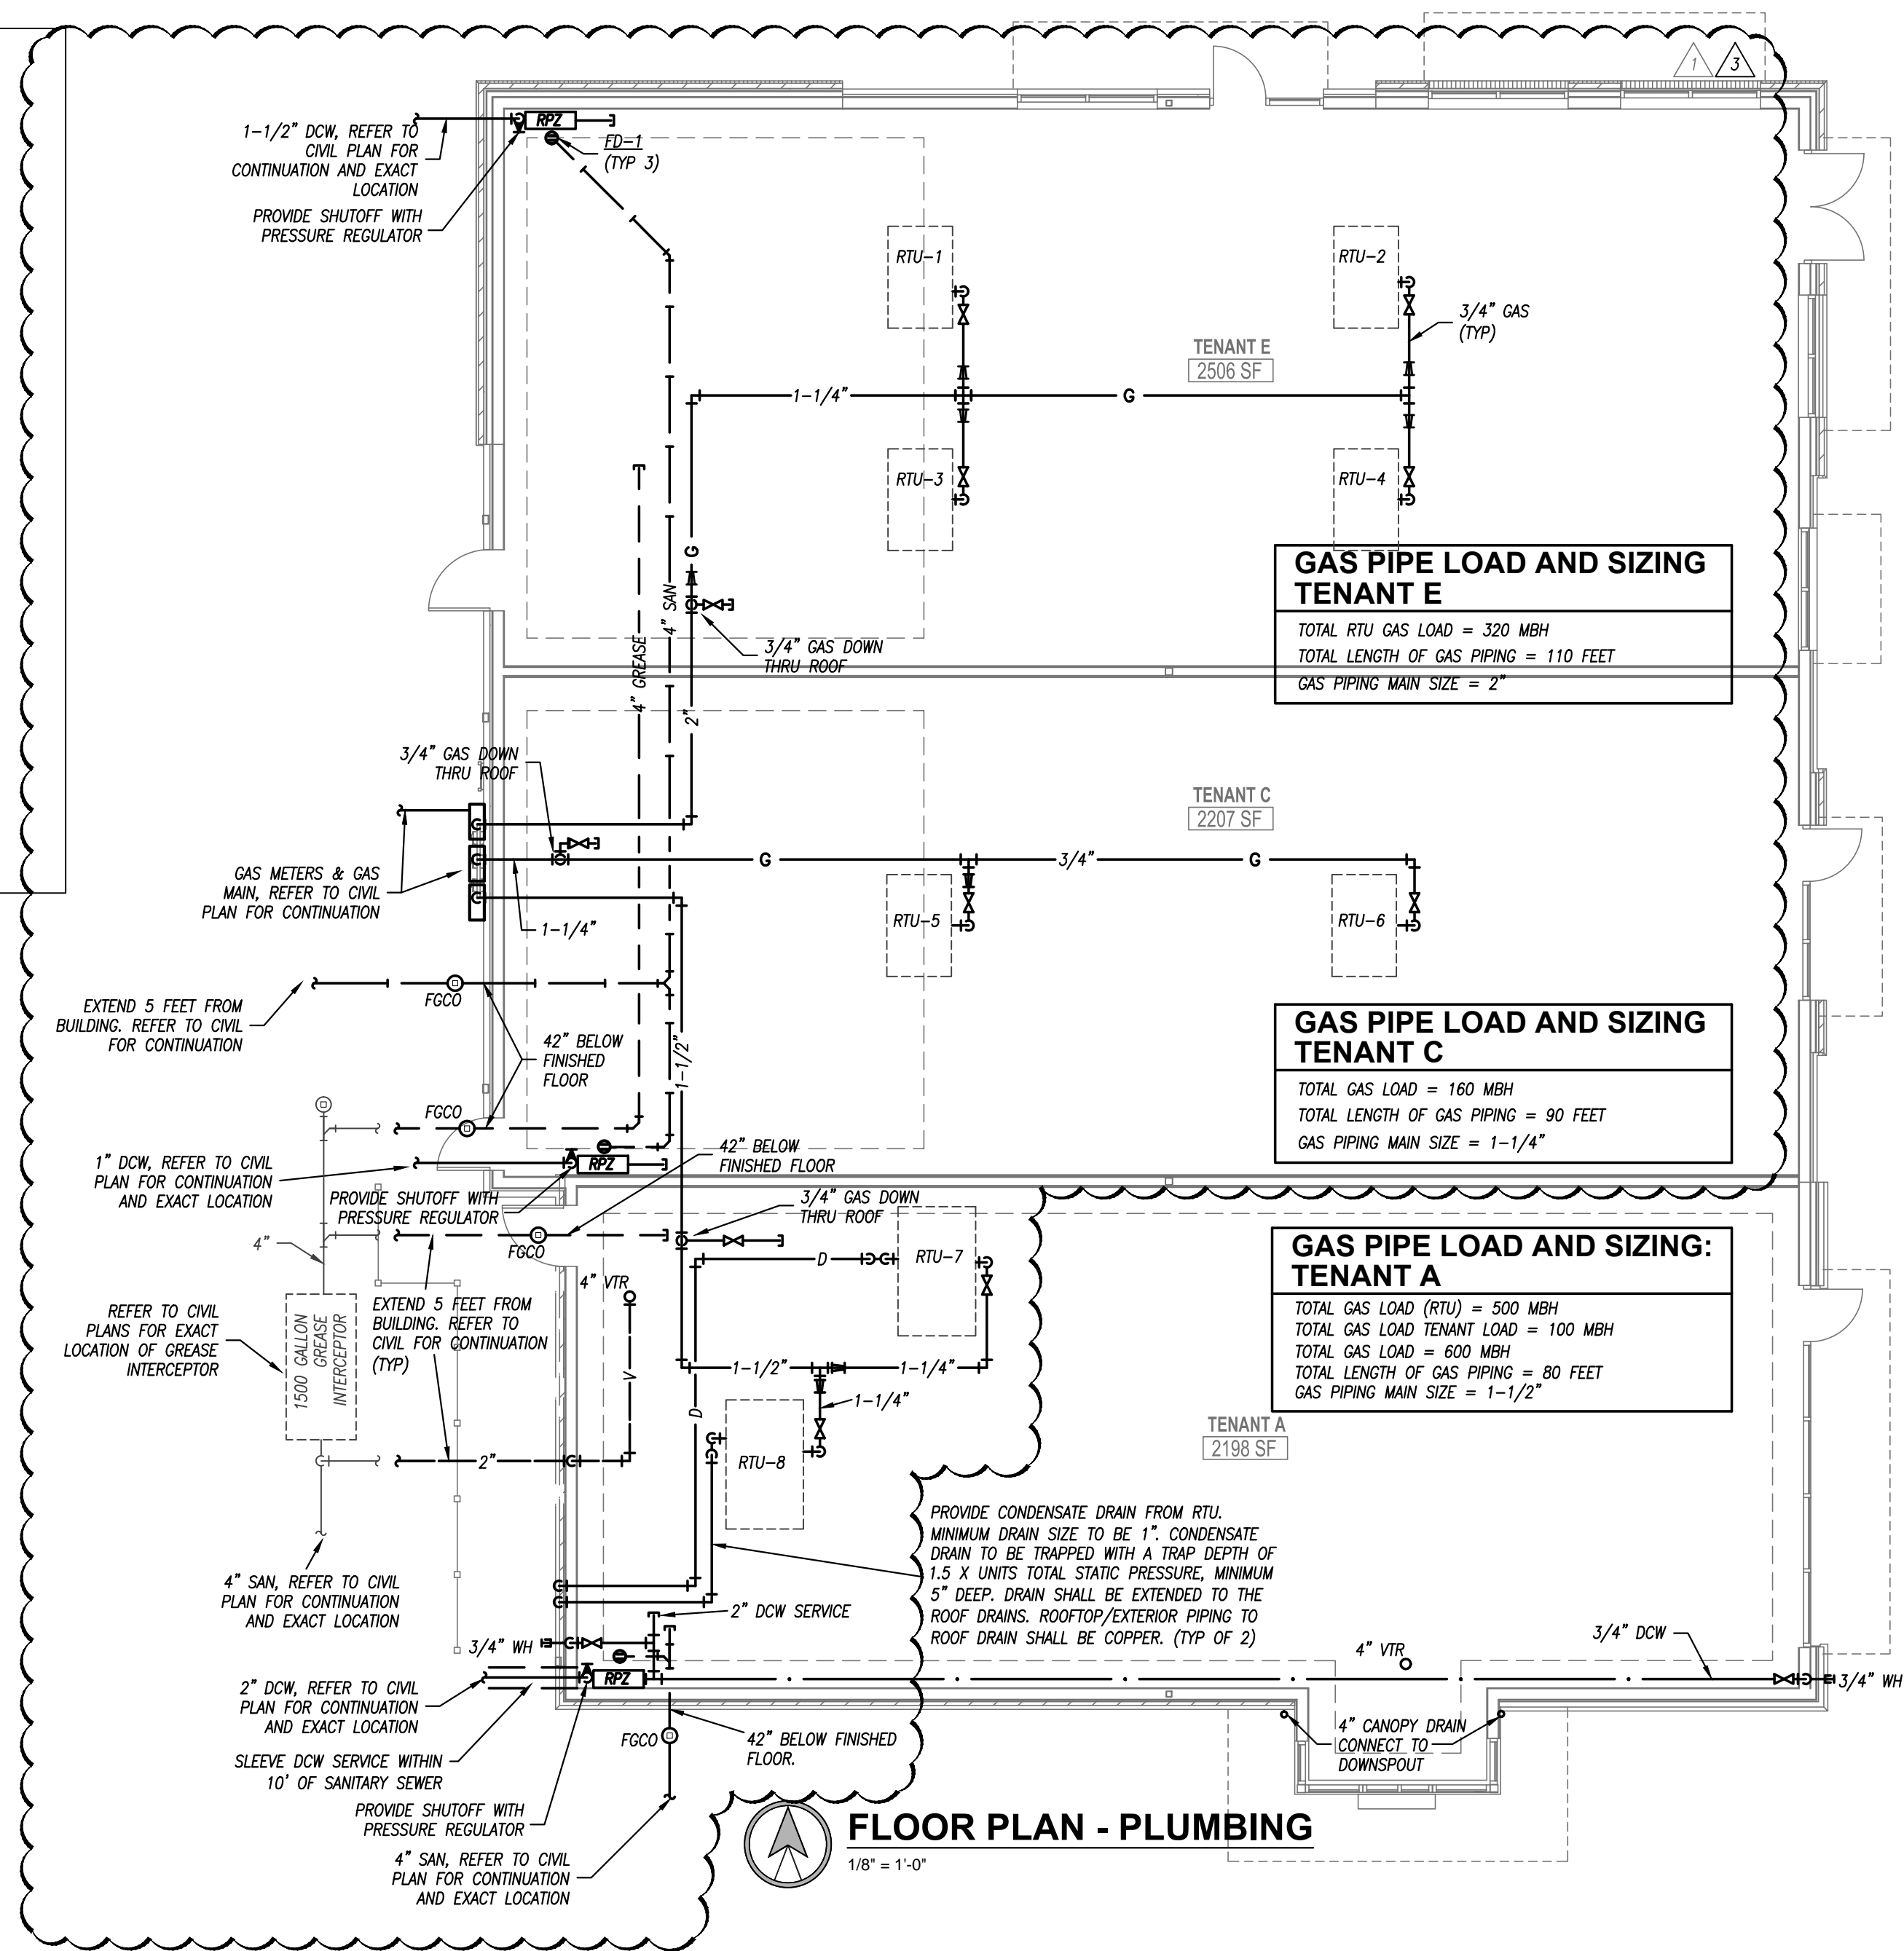 1
3
1-1/2" DCW, REFER TO
CIVIL PLAN FOR
CONTINUATION AND EXACT
LOCATION
PROVIDE SHUTOFF WITH
PRESSURE REGULATOR
RPZ
FD-1
(TYP 3)
RTU-1
RTU-2
3/4" GAS
(TYP)
TENANT E
2506 SF
1-1/4"
G
RTU-3
RTU-4
G
4" SAN
4" GREASE
3/4" GAS DOWN
THRU ROOF
2"
GAS PIPE LOAD AND SIZING
TENANT E
TOTAL RTU GAS LOAD = 320 MBH
TOTAL LENGTH OF GAS PIPING = 110 FEET
GAS PIPING MAIN SIZE = 2"
3/4" GAS DOWN
THRU ROOF
TENANT C
2207 SF
G
3/4"
G
GAS METERS & GAS
MAIN, REFER TO CIVIL
PLAN FOR CONTINUATION
1-1/4"
RTU-5
RTU-6
FGCO
EXTEND 5 FEET FROM
BUILDING. REFER TO CIVIL
FOR CONTINUATION
42" BELOW
FINISHED
FLOOR
1-1/2"
GAS PIPE LOAD AND SIZING
TENANT C
TOTAL GAS LOAD = 160 MBH
TOTAL LENGTH OF GAS PIPING = 90 FEET
GAS PIPING MAIN SIZE = 1-1/4"
FGCO
1" DCW, REFER TO CIVIL
PLAN FOR CONTINUATION
AND EXACT LOCATION
RPZ
42" BELOW
FINISHED FLOOR
PROVIDE SHUTOFF WITH
PRESSURE REGULATOR
3/4" GAS DOWN
THRU ROOF
4"
FGCO
D
RTU-7
4" VTR
GAS PIPE LOAD AND SIZING:
TENANT A
TOTAL GAS LOAD (RTU) = 500 MBH
TOTAL GAS LOAD TENANT LOAD = 100 MBH
TOTAL GAS LOAD = 600 MBH
TOTAL LENGTH OF GAS PIPING = 80 FEET
GAS PIPING MAIN SIZE = 1-1/2"
REFER TO CIVIL
PLANS FOR EXACT
LOCATION OF GREASE
INTERCEPTOR
1500 GALLON
GREASE
INTERCEPTOR
EXTEND 5 FEET FROM
BUILDING. REFER TO
CIVIL FOR CONTINUATION
(TYP)
V
1-1/2"
1-1/4"
1-1/4"
D
RTU-8
2"
TENANT A
2198 SF
PROVIDE CONDENSATE DRAIN FROM RTU.
MINIMUM DRAIN SIZE TO BE 1". CONDENSATE
DRAIN TO BE TRAPPED WITH A TRAP DEPTH OF
1.5 X UNITS TOTAL STATIC PRESSURE, MINIMUM
5" DEEP. DRAIN SHALL BE EXTENDED TO THE
ROOF DRAINS. ROOFTOP/EXTERIOR PIPING TO
ROOF DRAIN SHALL BE COPPER. (TYP OF 2)
4" SAN, REFER TO CIVIL
PLAN FOR CONTINUATION
AND EXACT LOCATION
2" DCW SERVICE
3/4" WH
RPZ
4" VTR
3/4" DCW
3/4" WH
2" DCW, REFER TO CIVIL
PLAN FOR CONTINUATION
AND EXACT LOCATION
FGCO
42" BELOW FINISHED
FLOOR.
4" CANOPY DRAIN
CONNECT TO
DOWNSPOUT
SLEEVE DCW SERVICE WITHIN
10' OF SANITARY SEWER
PROVIDE SHUTOFF WITH
PRESSURE REGULATOR
4" SAN, REFER TO CIVIL
PLAN FOR CONTINUATION
AND EXACT LOCATION
FLOOR PLAN - PLUMBING
1/8" = 1'-0"